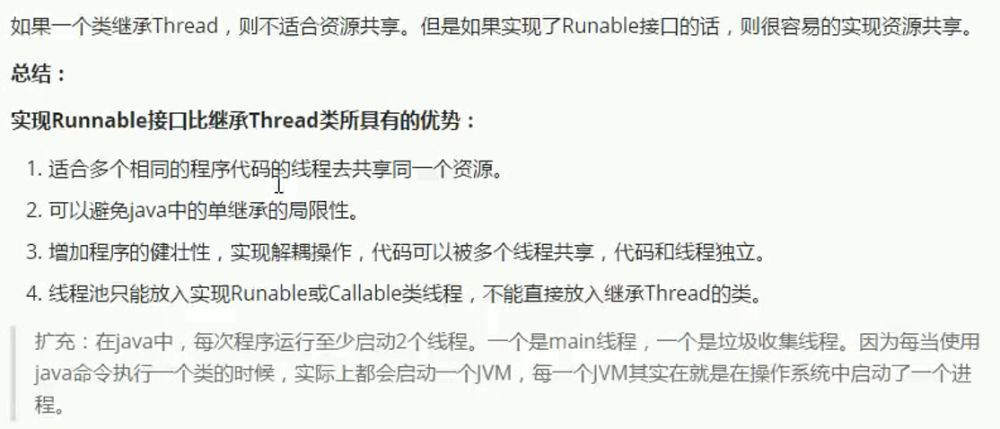 如果一个类继承Thread，则不适合资源共享。但是如果实现了Runable接口的话，则很容易的实现资源共享。
总结：
实现Runnable接口比继承Thread类所具有的优势：
1. 适合多个相同的程序代码的线程去共享同一个资源。
2. 可以避免java中的单继承的局限性。
3. 增加程序的健壮性，实现解耦操作，代码可以被多个线程共享，代码和线程独立。
4. 线程池只能放入实现Runable或Callable类线程，不能直接放入继承Thread的类。
扩充：在java中，每次程序运行至少启动2个线程。一个是main线程，一个是垃圾收集线程。因为每当使用
java命令执行一个类的时候，实际上都会启动一个JVM，每一个JVM其实在就是在操作系统中启动了一个进
程。